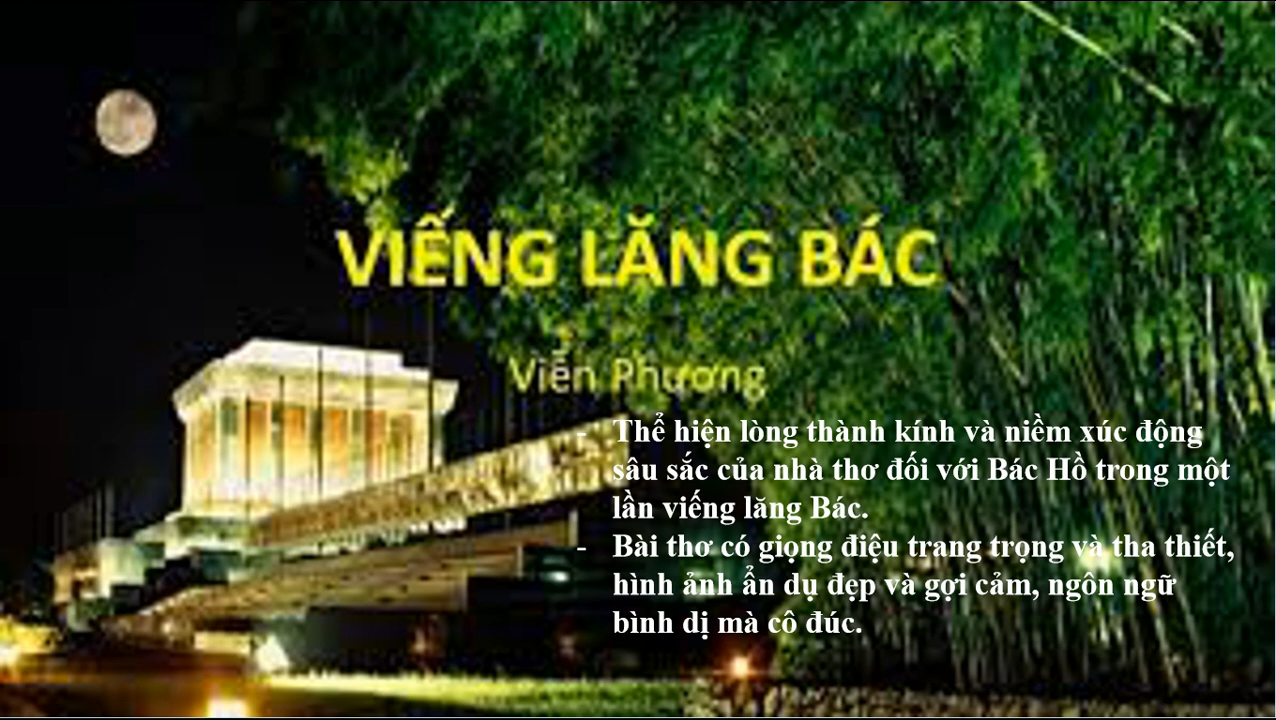 VIẾNG LĂNG BÁC
Viễn Phương
- Thể hiện lòng thành kính và niềm xúc động
sâu sắc của nhà thơ đối với Bác Hồ trong một
lần viếng lăng Bác.
- Bài thơ có giọng điệu trang trọng và tha thiết,
hình ảnh ẩn dụ đẹp và gợi cảm, ngôn ngữ
bình dị mà cô đúc.